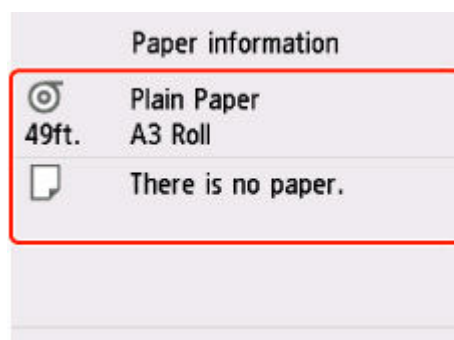 Paper information
Plain Paper
49ft. A3 Roll
There is no paper.